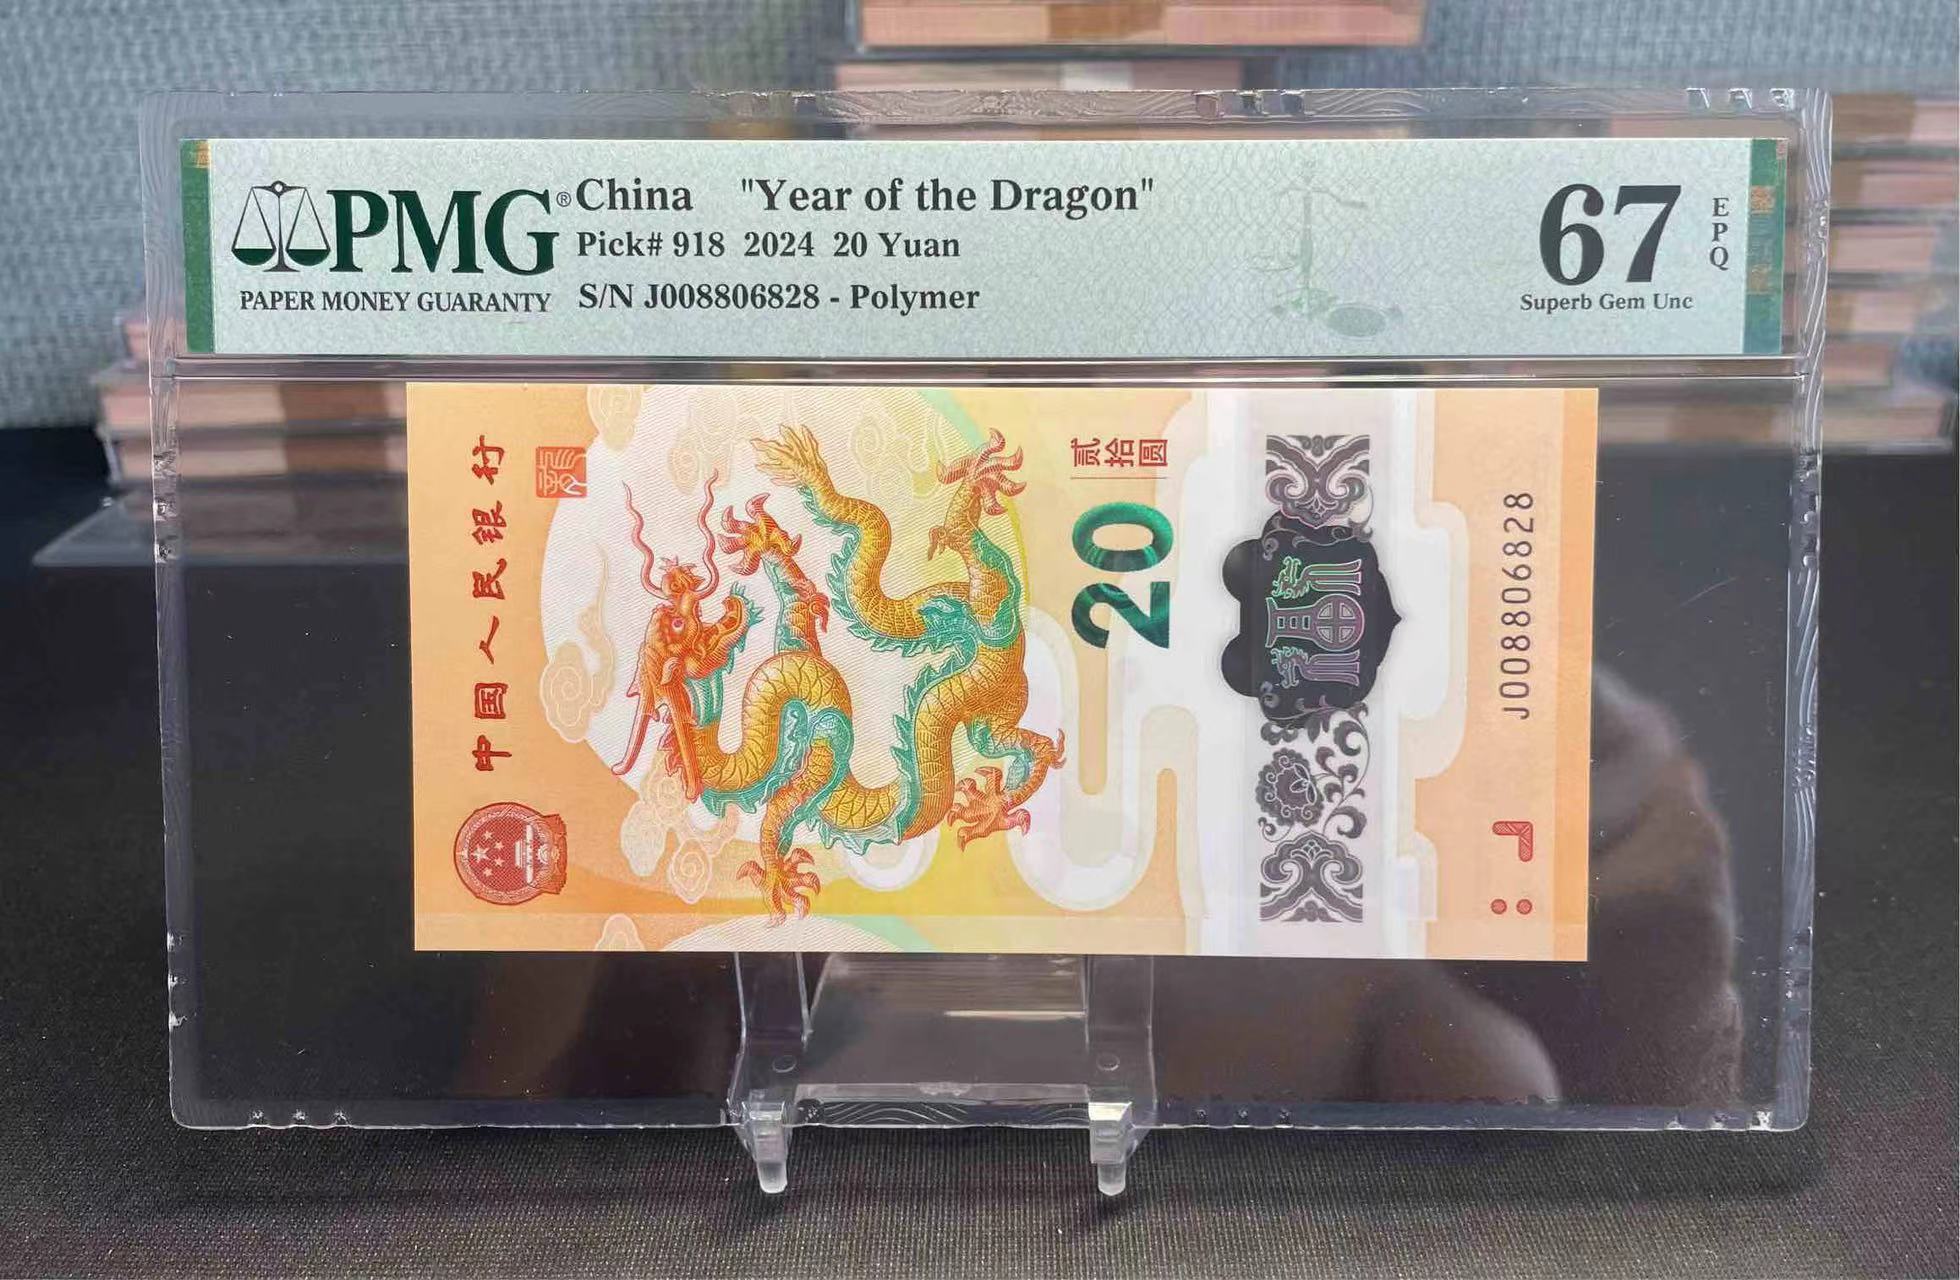 PMG®
PAPER MONEY GUARANTY
China "Year of the Dragon"
Pick# 918 2024 20 Yuan
S/N J008806828 - Polymer
67
EPQ
Superb Gem Unc
中国人民银行
贰拾圆
20
J008806828